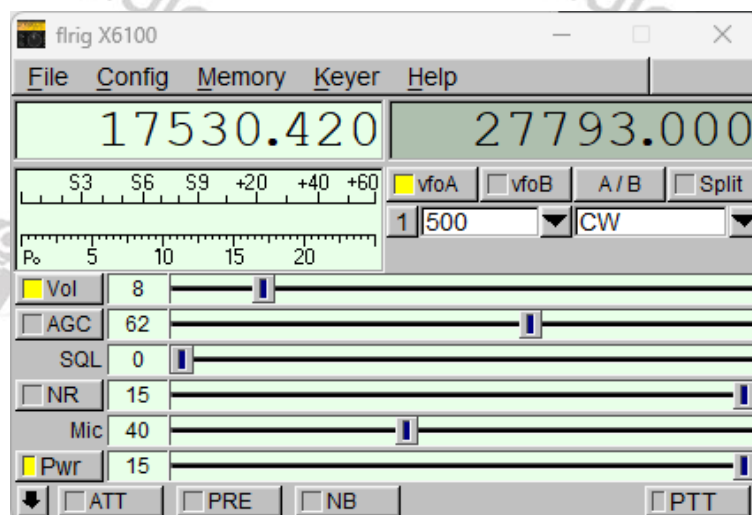 flrig X6100
File Config Memory Keyer Help
17530.420 27793.000
S3 S6 S9 +20 +40 +60
Po 5 10 15 20
vfoA vfoB A / B Split
1 500 CW
Vol 8
AGC 62
SQL 0
NR 15
Mic 40
Pwr 15
ATT PRE NB PTT